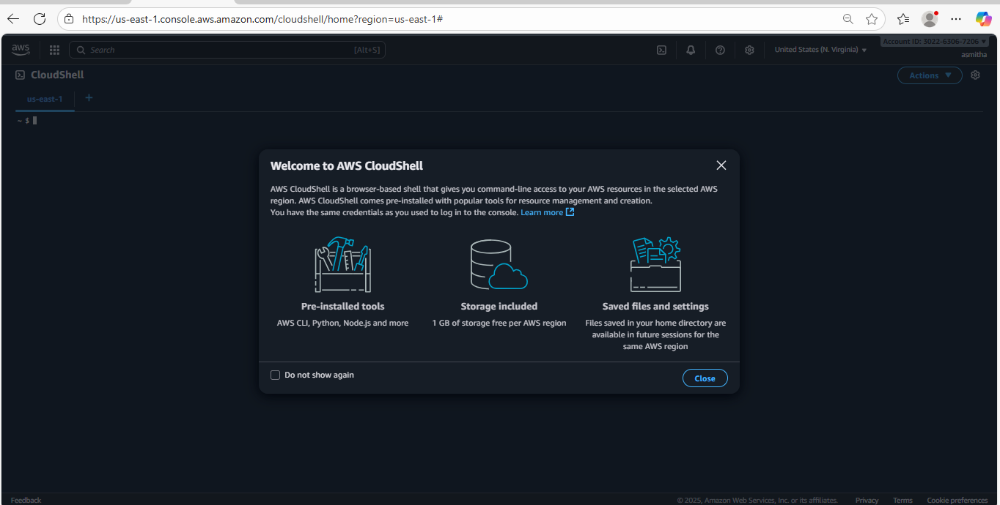 https://us-east-1.console.aws.amazon.com/cloudshell/home?region=us-east-1#
aws
Search
[Alt+S]
United States (N. Virginia)
Account ID: 3022-6306-7206
asmitha
CloudShell
Actions
us-east-1
+
~ $
Welcome to AWS CloudShell
AWS CloudShell is a browser-based shell that gives you command-line access to your AWS resources in the selected AWS
region. AWS CloudShell comes pre-installed with popular tools for resource management and creation.
You have the same credentials as you used to log in to the console. Learn more
Pre-installed tools
AWS CLI, Python, Node.js and more
Storage included
1 GB of storage free per AWS region
Saved files and settings
Files saved in your home directory are
available in future sessions for the
same AWS region
Do not show again
Close
Feedback
© 2025, Amazon Web Services, Inc. or its affiliates.
Privacy
Terms
Cookie preferences